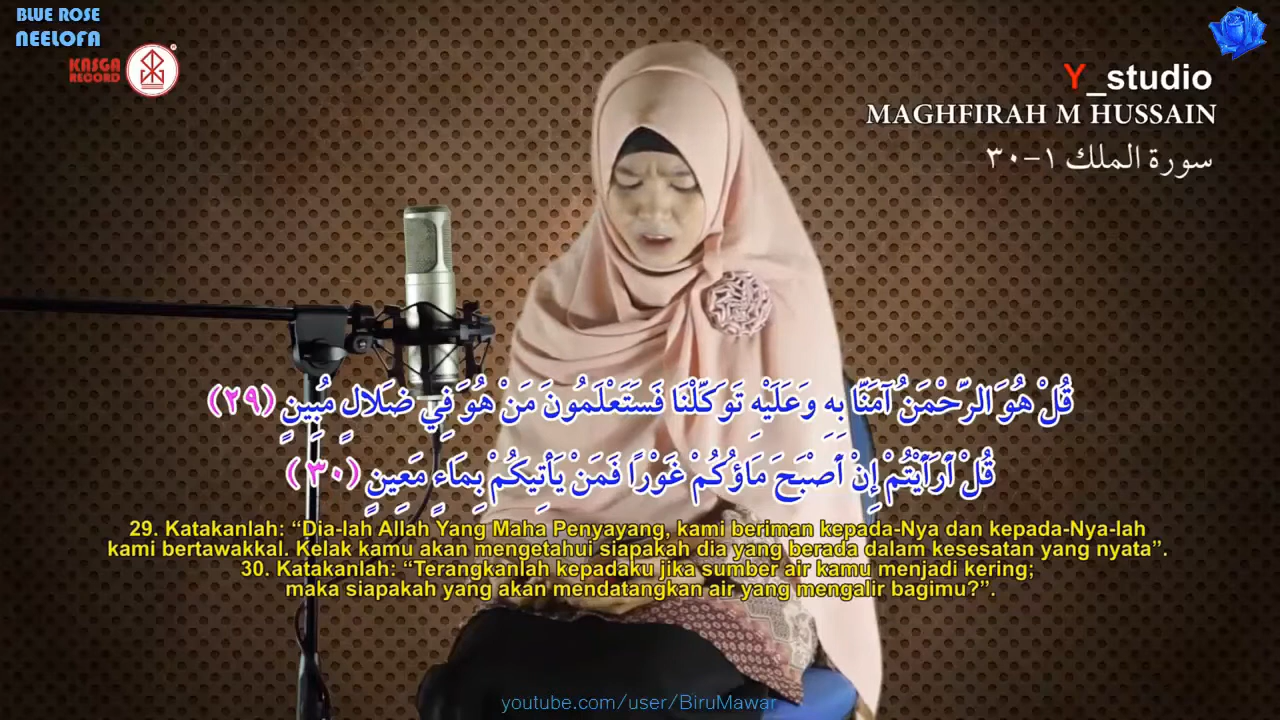 BLUE ROSE
NEELOFA
KASGA
RECORD
Y_studio
MAGHFIRAH M HUSSAIN
سورة الملك ١-٣٠
قُلْ هُوَ الرَّحْمَنُ آمَنَّا بِهِ وَعَلَيْهِ تَوَكَّلْنَا فَسَتَعْلَمُونَ مَنْ هُوَ فِي ضَلالٍ مُبِينٍ (٢٩)
قُلْ أَرَأَيْتُمْ إِنْ أَصْبَحَ مَاؤُكُمْ غَوْرًا فَمَنْ يَأْتِيكُمْ بِمَاءٍ مَعِينٍ (٣٠)
29. Katakanlah: “Dia-lah Allah Yang Maha Penyayang, kami beriman kepada-Nya dan kepada-Nya-lah
kami bertawakkal. Kelak kamu akan mengetahui siapakah dia yang berada dalam kesesatan yang nyata”.
30. Katakanlah: “Terangkanlah kepadaku jika sumber air kamu menjadi kering;
maka siapakah yang akan mendatangkan air yang mengalir bagimu?”.
youtube.com/user/BiruMawar